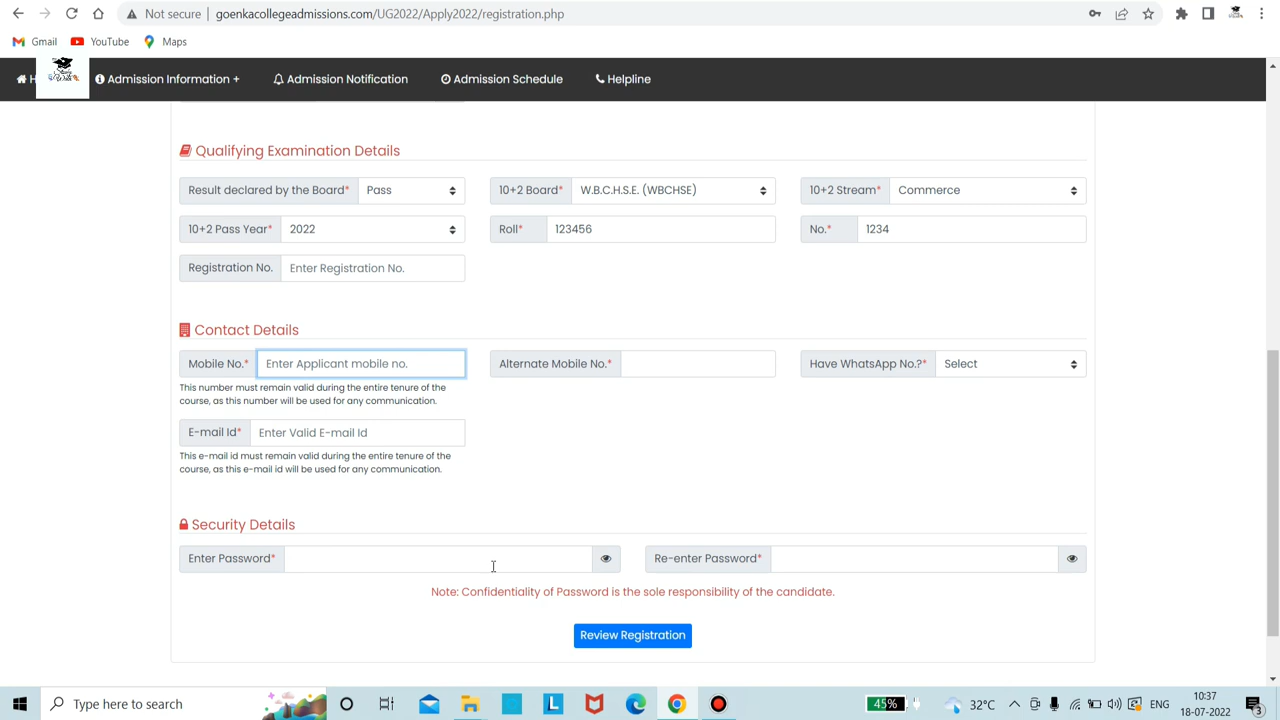 Not secure | goenkacollegeadmissions.com/UG2022/Apply2022/registration.php
Gmail YouTube Maps
H Admission Information + Admission Notification Admission Schedule Helpline
Qualifying Examination Details
Result declared by the Board* Pass 10+2 Board* W.B.C.H.S.E. (WBCHSE) 10+2 Stream* Commerce
10+2 Pass Year* 2022 Roll* 123456 No.* 1234
Registration No. Enter Registration No.
Contact Details
Mobile No.* Enter Applicant mobile no. Alternate Mobile No.* Have WhatsApp No.?* Select
This number must remain valid during the entire tenure of the
course, as this number will be used for any communication.
E-mail Id* Enter Valid E-mail Id
This e-mail id must remain valid during the entire tenure of the
course, as this e-mail id will be used for any communication.
Security Details
Enter Password* Re-enter Password*
Note: Confidentiality of Password is the sole responsibility of the candidate.
Review Registration
Type here to search L 45% 32°C ENG 10:37
18-07-2022 3